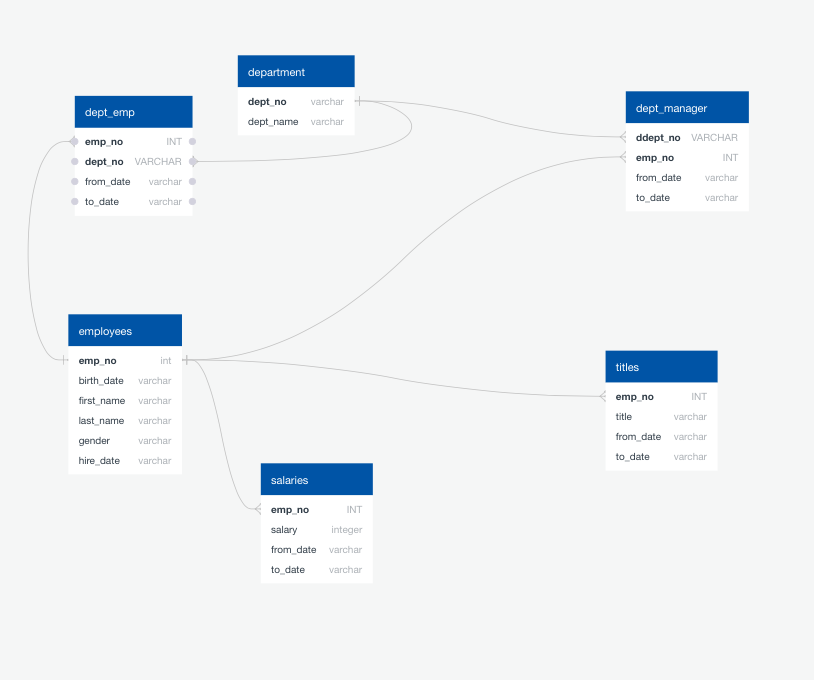 department
dept_no varchar
dept_name varchar
dept_emp
emp_no INT
dept_no VARCHAR
from_date varchar
to_date varchar
dept_manager
ddept_no VARCHAR
emp_no INT
from_date varchar
to_date varchar
employees
emp_no int
birth_date varchar
first_name varchar
last_name varchar
gender varchar
hire_date varchar
titles
emp_no INT
title varchar
from_date varchar
to_date varchar
salaries
emp_no INT
salary integer
from_date varchar
to_date varchar